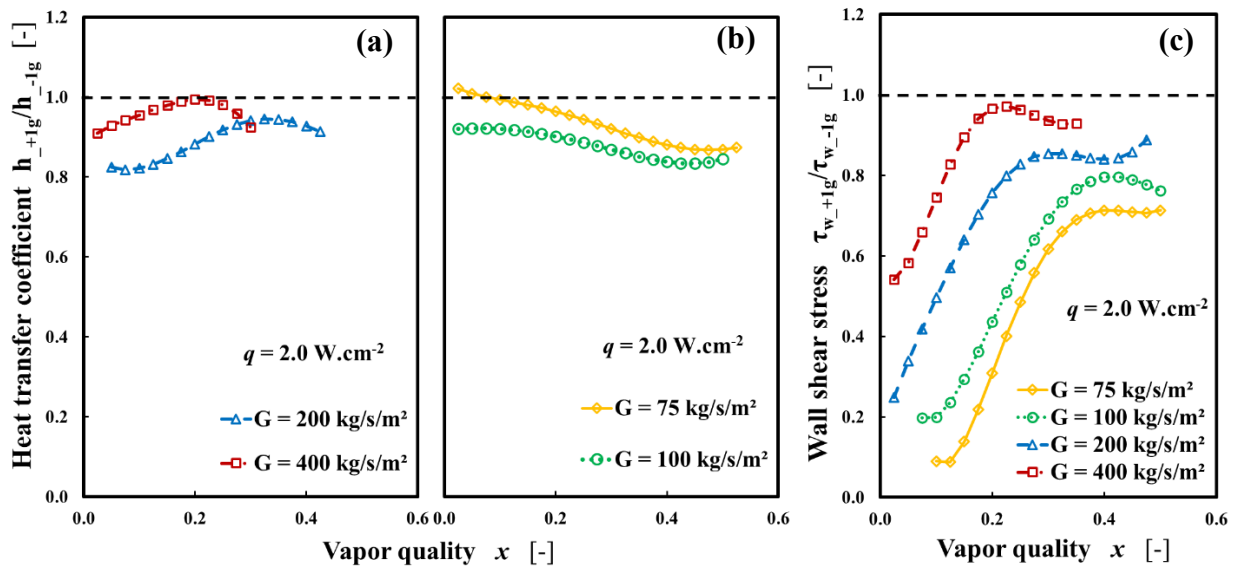 Heat transfer coefficient h_+1g/h_-1g [-]
1.2
1.0
0.8
0.6
0.4
0.2
0.0
(a)
q = 2.0 W.cm-2
G = 200 kg/s/m²
G = 400 kg/s/m²
0.0
0.2
0.4
(b)
q = 2.0 W.cm-2
G = 75 kg/s/m²
G = 100 kg/s/m²
0.0
0.2
0.4
0.6
Vapor quality x [-]
Wall shear stress τw_+1g/τw_-1g [-]
1.2
1.0
0.8
0.6
0.4
0.2
0.0
(c)
q = 2.0 W.cm-2
G = 75 kg/s/m²
G = 100 kg/s/m²
G = 200 kg/s/m²
G = 400 kg/s/m²
0.0
0.2
0.4
0.6
Vapor quality x [-]